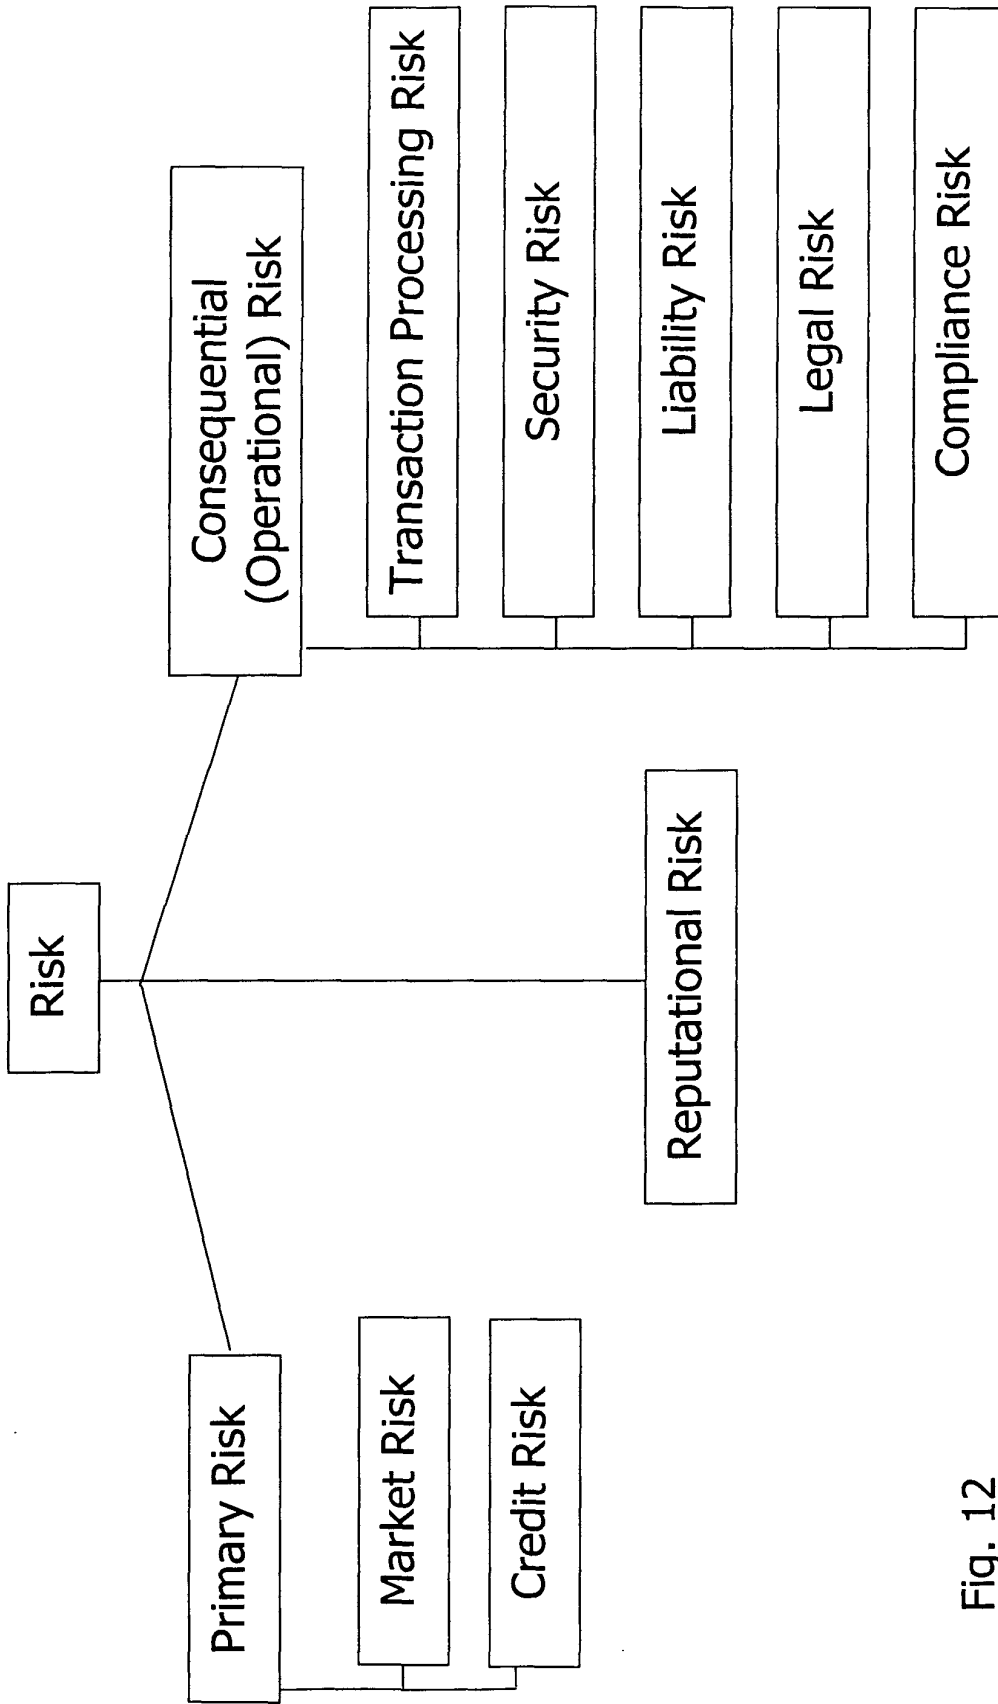 Risk
Primary Risk
Market Risk
Credit Risk
Reputational Risk
Consequential
(Operational) Risk
Transaction Processing Risk
Security Risk
Liability Risk
Legal Risk
Compliance Risk
Fig. 12